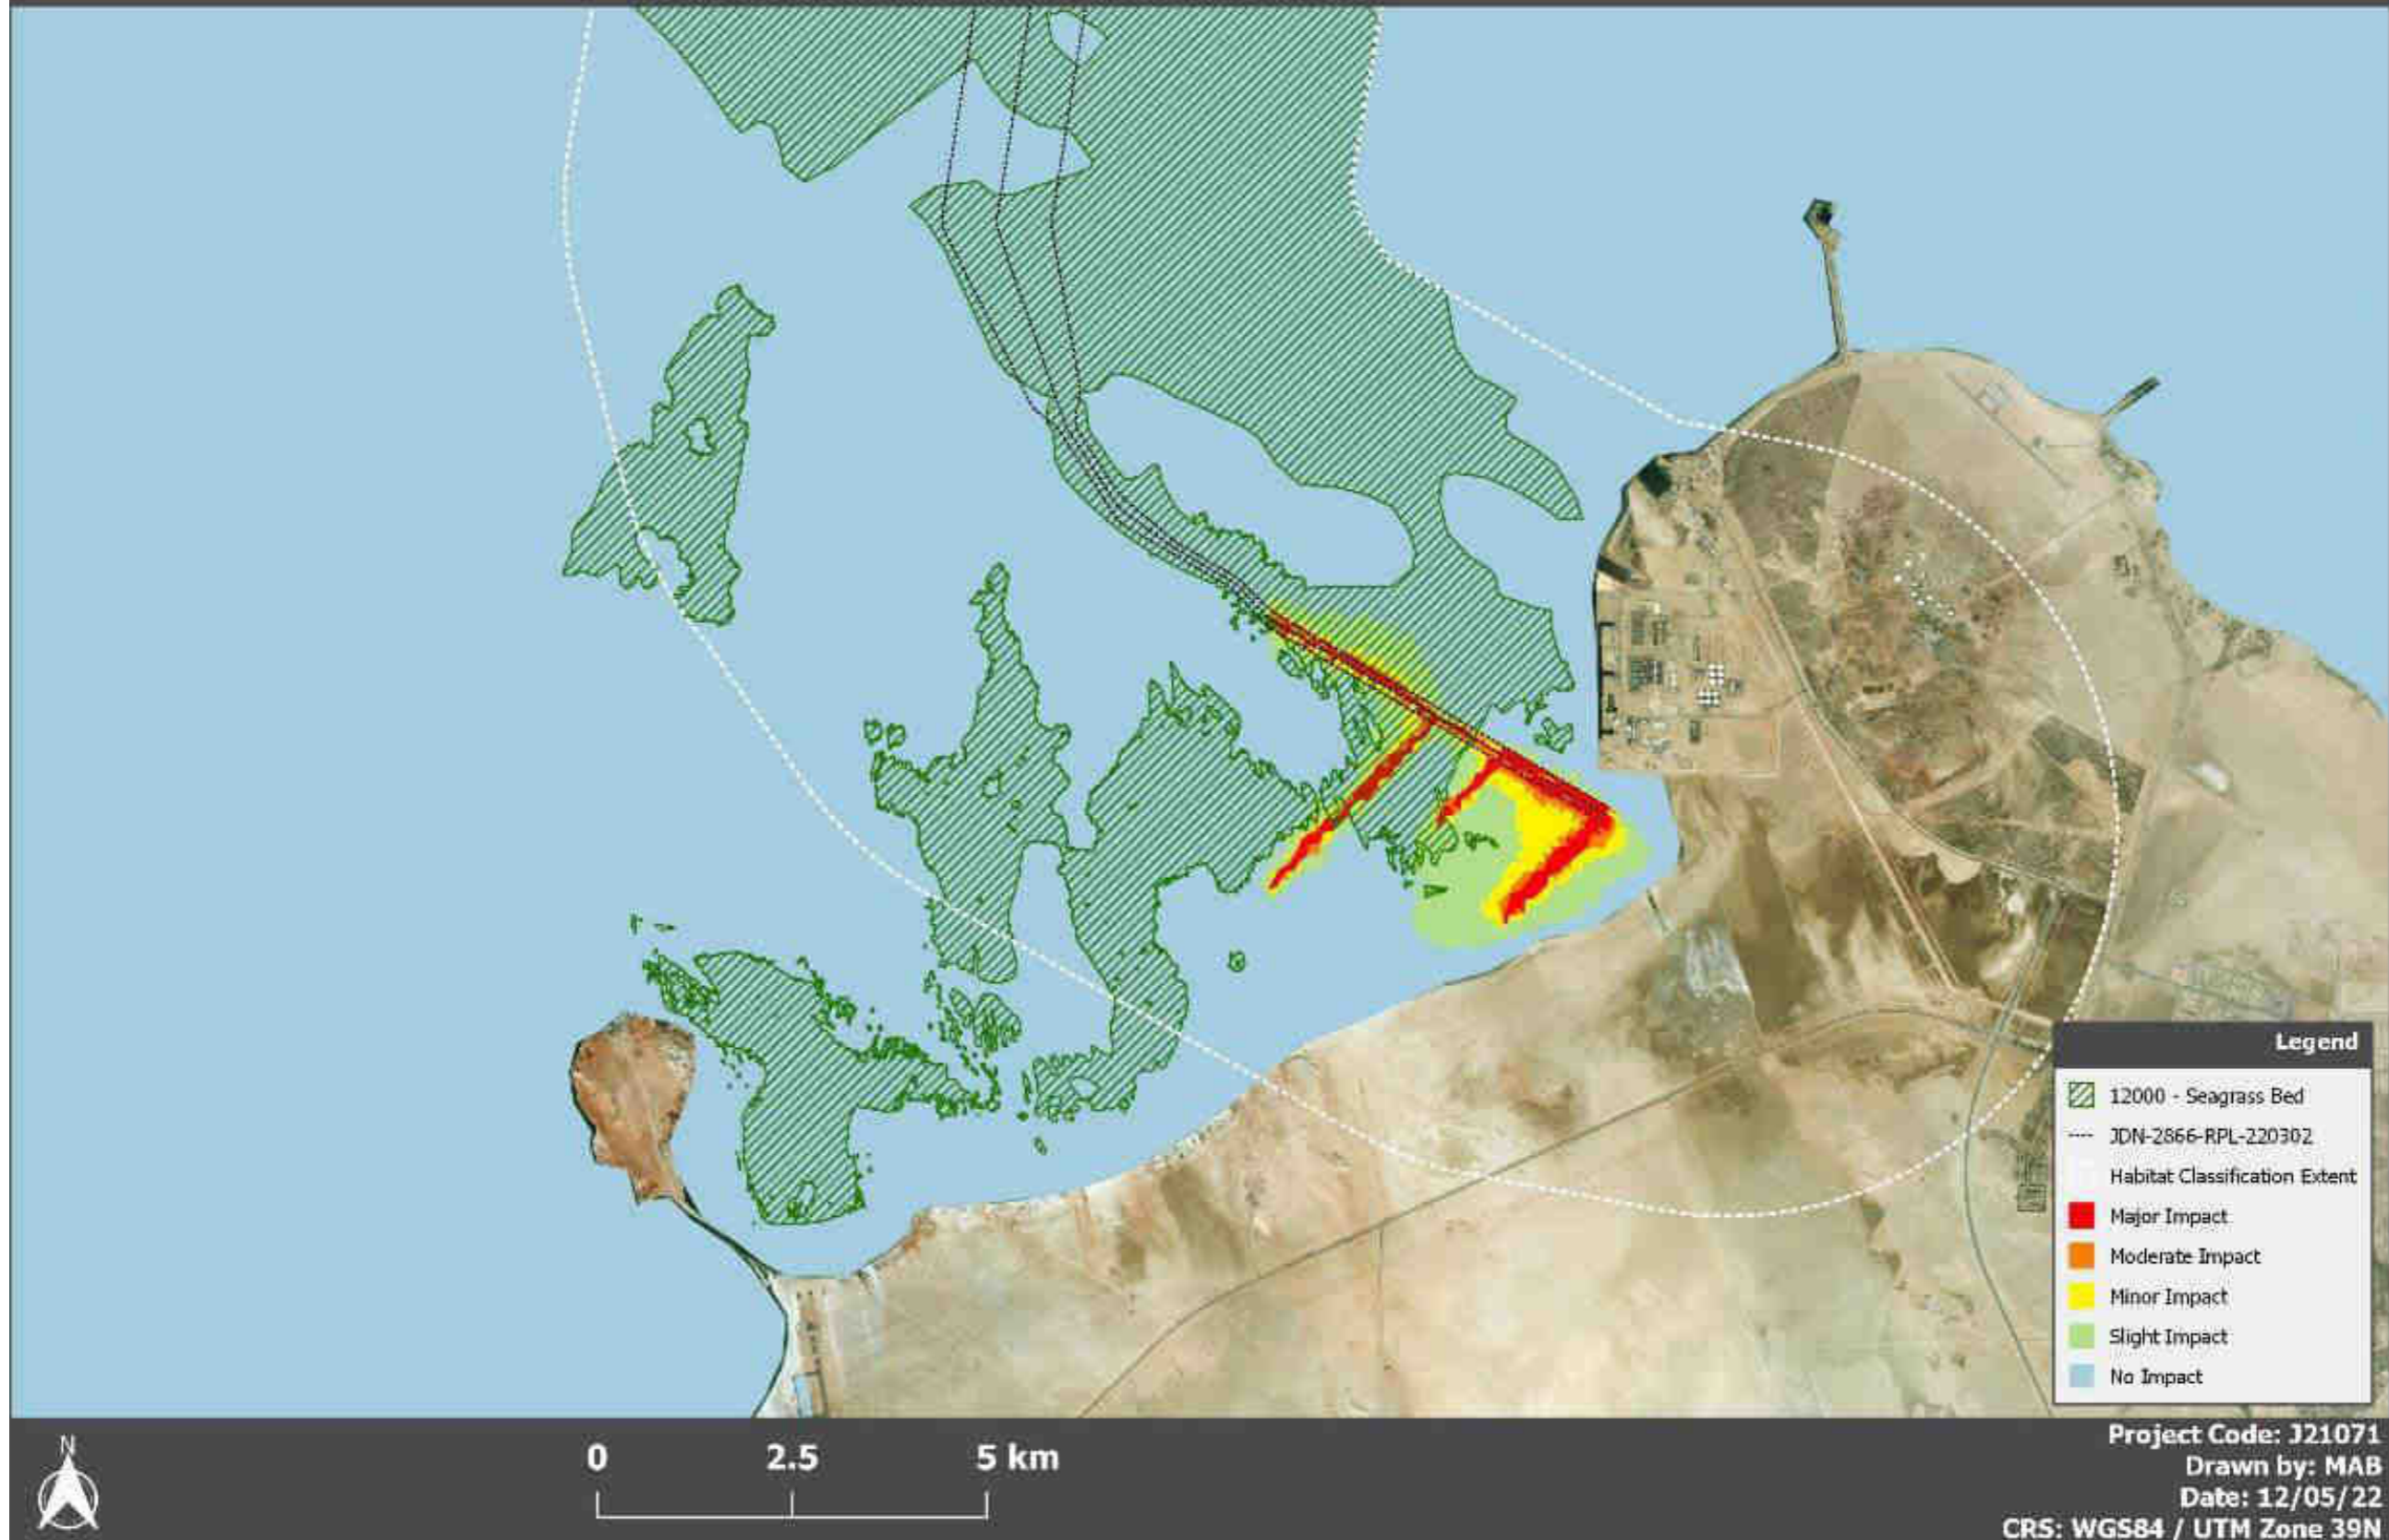 Legend
12000 - Seagrass Bed
JDN-2866-RPL-220302
Habitat Classification Extent
Major Impact
Moderate Impact
Minor Impact
Slight Impact
No Impact
N
0 2.5 5 km
Project Code: J21071
Drawn by: MAB
Date: 12/05/22
CRS: WGS84 / UTM Zone 39N